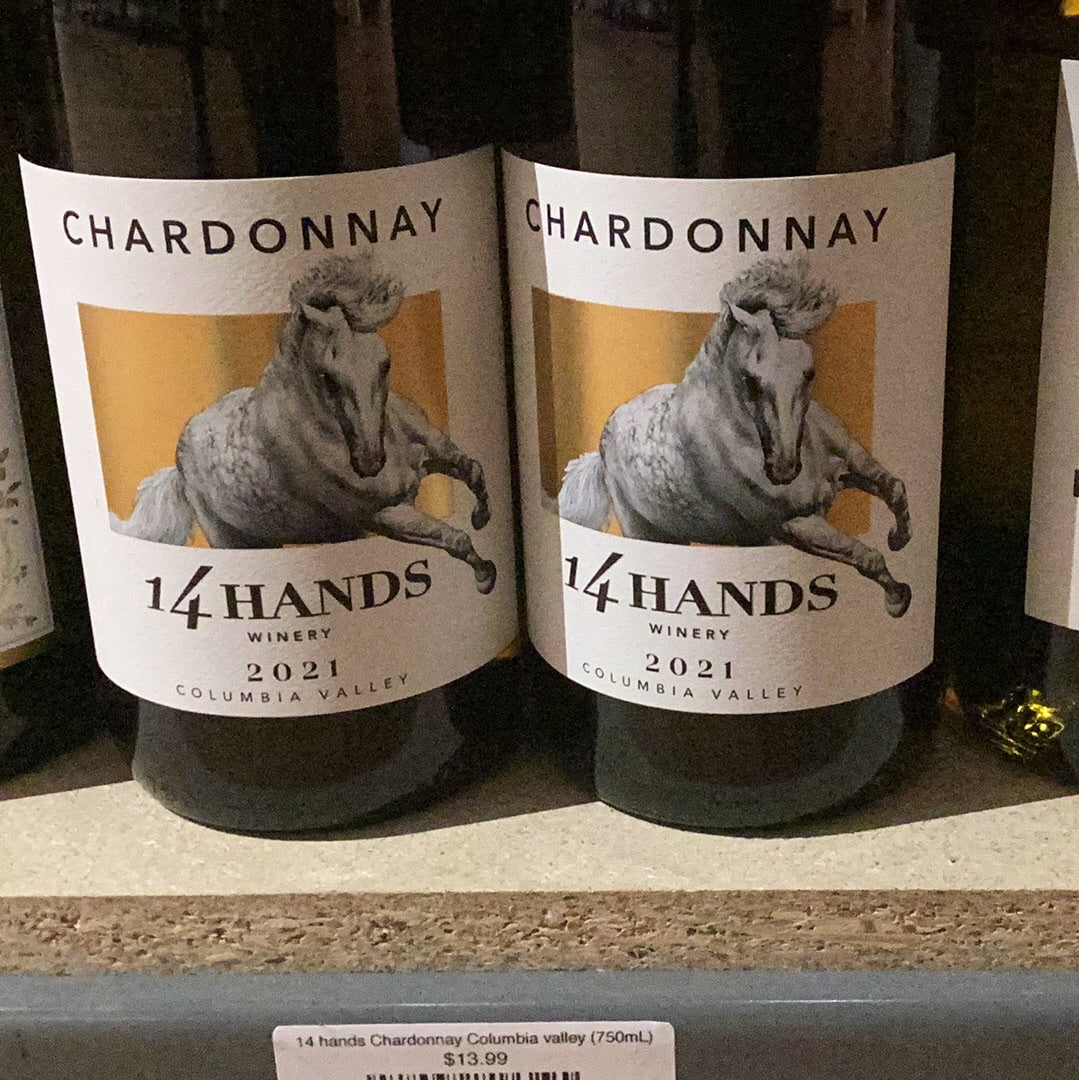 CHARDONNAY
14 HANDS
WINERY
2021
COLUMBIA VALLEY
CHARDONNAY
14 HANDS
WINERY
2021
COLUMBIA VALLEY
14 hands Chardonnay Columbia valley (750mL)
$13.99